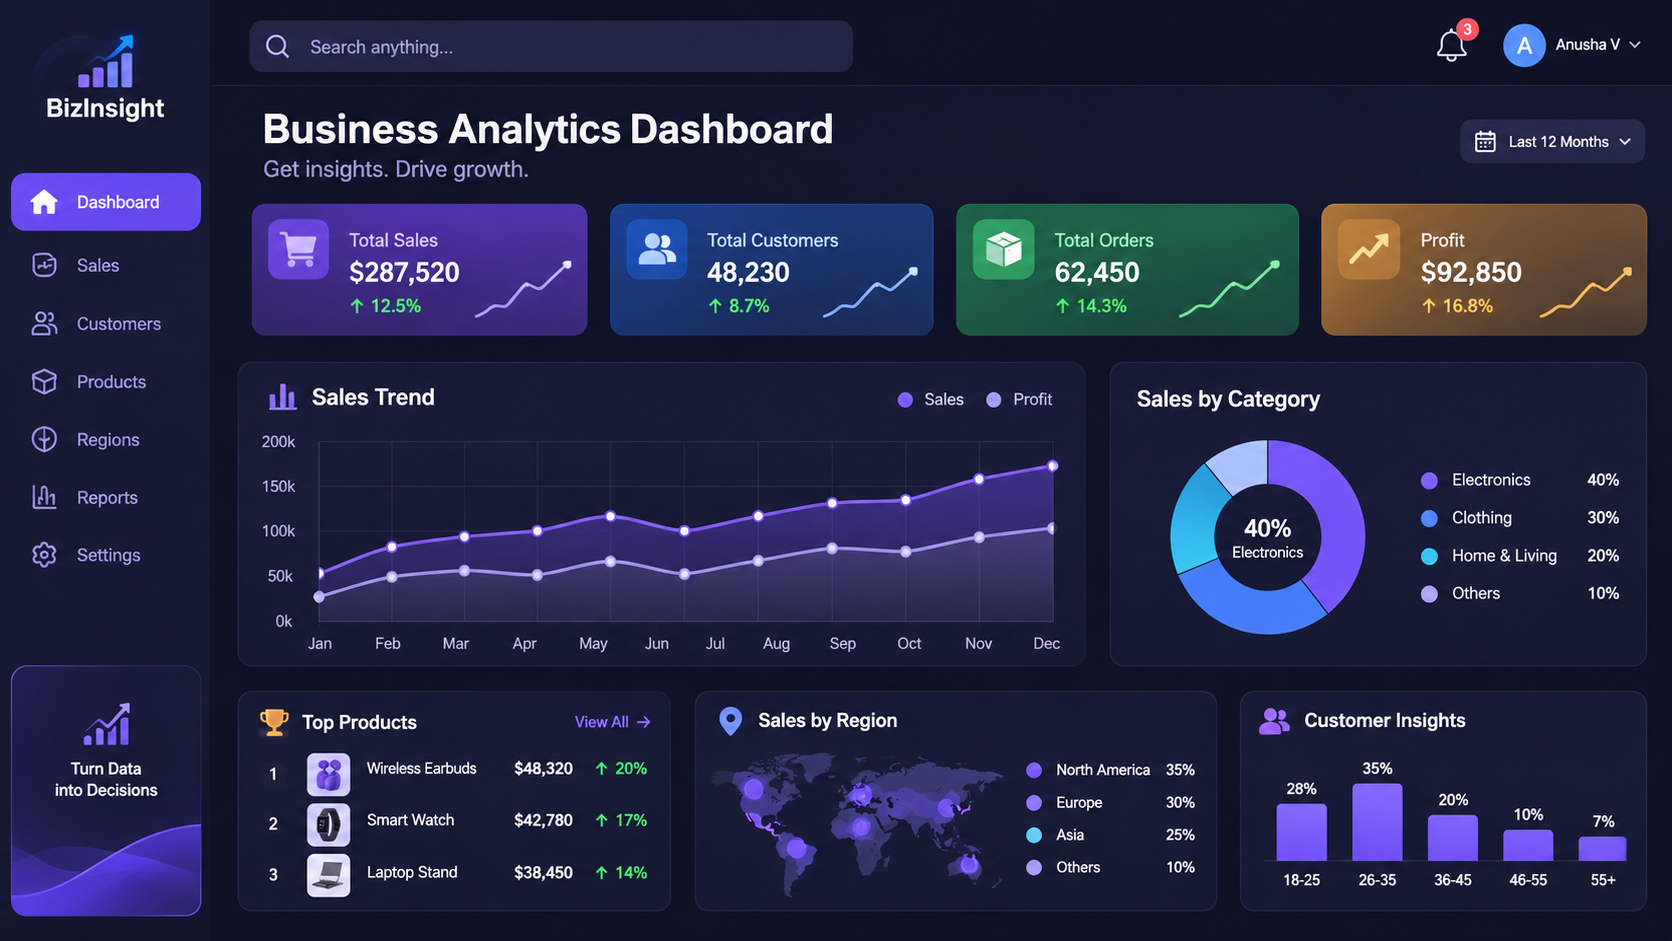 BizInsight
Search anything...
3
A
Anusha V
Dashboard
Sales
Customers
Products
Regions
Reports
Settings
Turn Data
into Decisions
Business Analytics Dashboard
Get insights. Drive growth.
Last 12 Months
Total Sales
$287,520
↑ 12.5%
Total Customers
48,230
↑ 8.7%
Total Orders
62,450
↑ 14.3%
Profit
$92,850
↑ 16.8%
Sales Trend
Sales
Profit
200k
150k
100k
50k
0k
Jan Feb Mar Apr May Jun Jul Aug Sep Oct Nov Dec
Sales by Category
40%
Electronics
Electronics 40%
Clothing 30%
Home & Living 20%
Others 10%
Top Products
View All →
1 Wireless Earbuds $48,320 ↑ 20%
2 Smart Watch $42,780 ↑ 17%
3 Laptop Stand $38,450 ↑ 14%
Sales by Region
North America 35%
Europe 30%
Asia 25%
Others 10%
Customer Insights
28% 35% 20% 10% 7%
18-25 26-35 36-45 46-55 55+